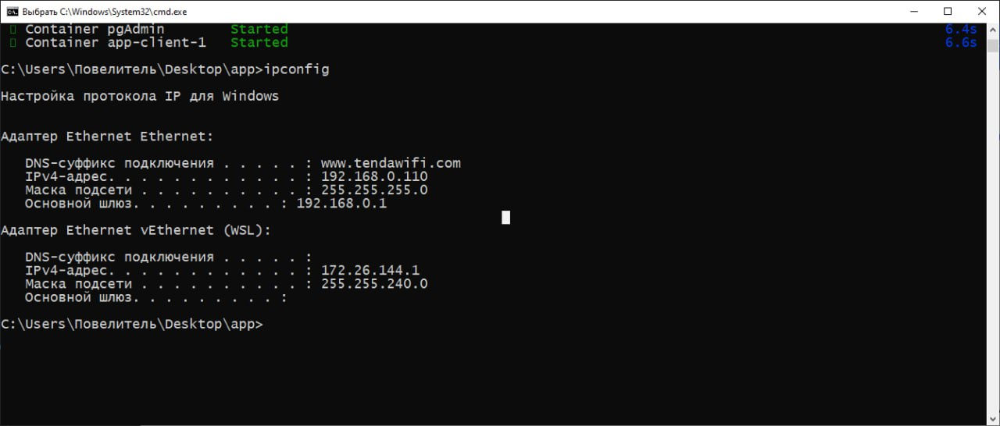 Выбрать C:\Windows\System32\cmd.exe
Container pgAdmin Started 6.4s
Container app-client-1 Started 6.6s
C:\Users\Повелитель\Desktop\app>ipconfig
Настройка протокола IP для Windows
Адаптер Ethernet Ethernet:
DNS-суффикс подключения . . . . . : www.tendawifi.com
IPv4-адрес. . . . . . . . . . . . : 192.168.0.110
Маска подсети . . . . . . . . . . : 255.255.255.0
Основной шлюз. . . . . . . . . : 192.168.0.1
Адаптер Ethernet vEthernet (WSL):
DNS-суффикс подключения . . . . . :
IPv4-адрес. . . . . . . . . . . . : 172.26.144.1
Маска подсети . . . . . . . . . . : 255.255.240.0
Основной шлюз. . . . . . . . . :
C:\Users\Повелитель\Desktop\app>